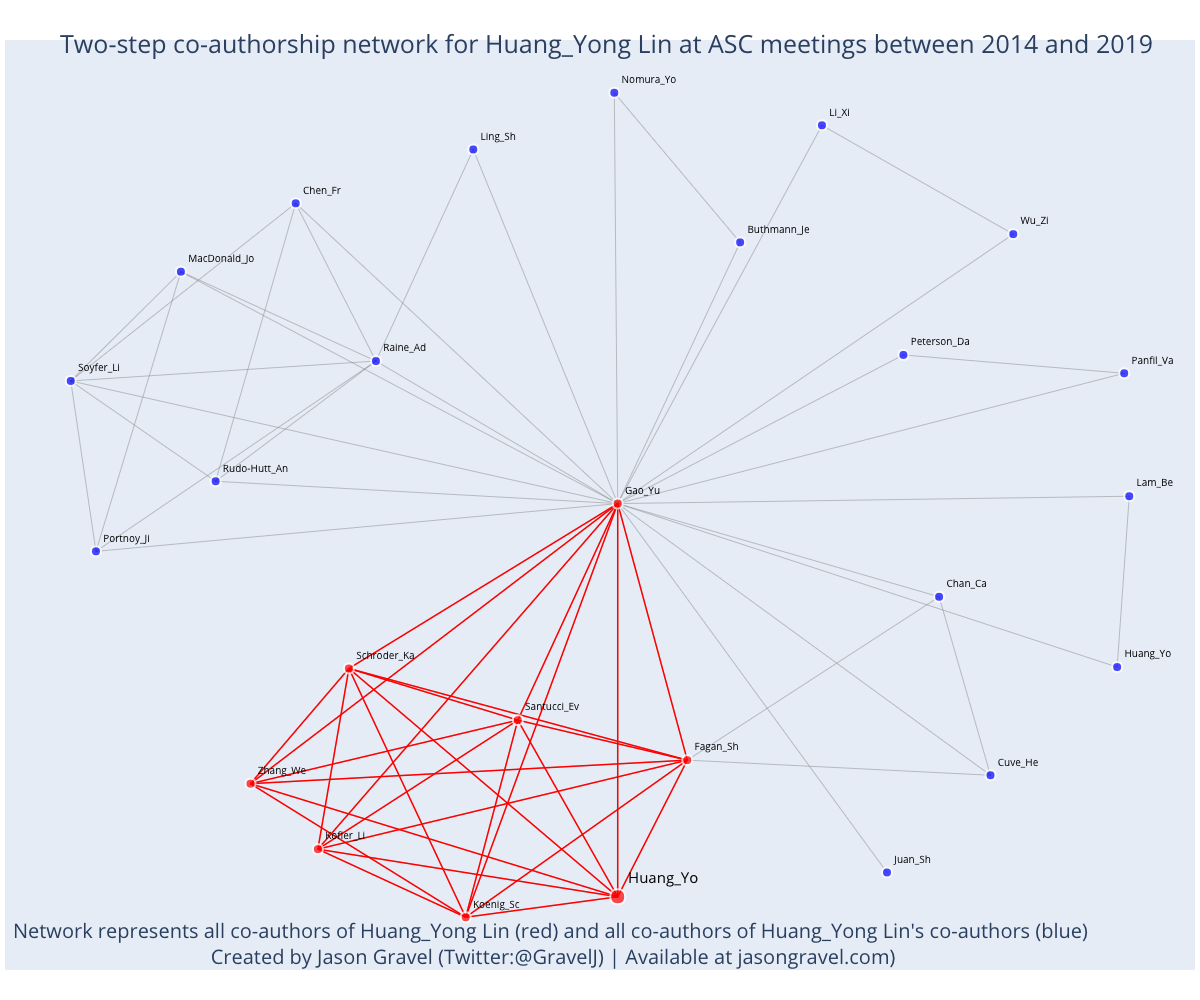 Two-step co-authorship network for Huang_Yong Lin at ASC meetings between 2014 and 2019
Nomura_Yo
Li_Xi
Ling_Sh
Chen_Fr
Wu_Zi
Buthmann_Je
MacDonald_Jo
Peterson_Da
Raine_Ad
Panfil_Va
Soyfer_Li
Rudo-Hutt_An
Lam_Be
Gao_Yu
Portnoy_Ji
Chan_Ca
Huang_Yo
Schroder_Ka
Santucci_Ev
Fagan_Sh
Cuve_He
Zhang_We
Kofler_Li
Juan_Sh
Huang_Yo
Koenig_Sc
Network represents all co-authors of Huang_Yong Lin (red) and all co-authors of Huang_Yong Lin's co-authors (blue)
Created by Jason Gravel (Twitter:@GravelJ) | Available at jasongravel.com)